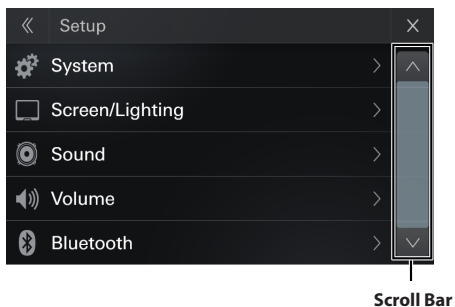 Setup
System
Screen/Lighting
Sound
Volume
Bluetooth
Scroll Bar